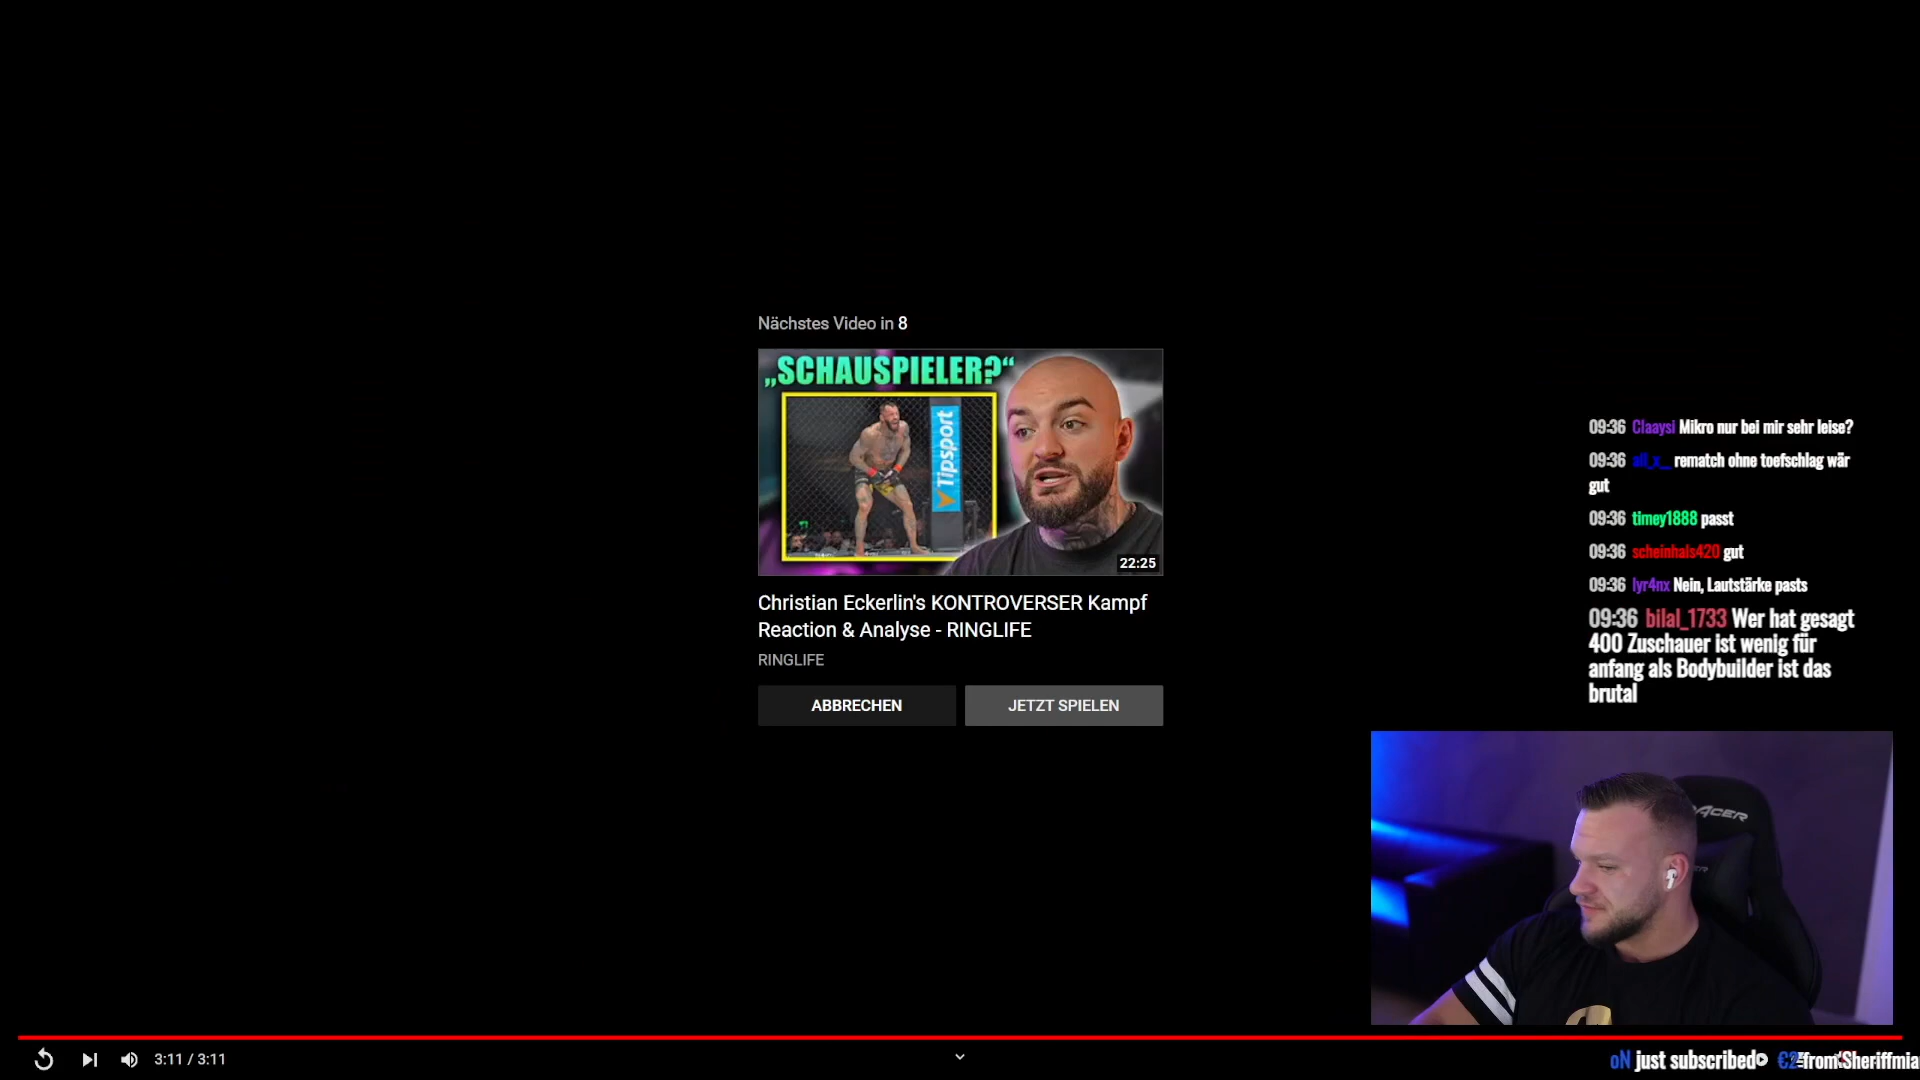 Nächstes Video in 8
„SCHAUSPIELER?“
Tipsport
22:25
Christian Eckerlin's KONTROVERSER Kampf
Reaction & Analyse - RINGLIFE
RINGLIFE
ABBRECHEN
JETZT SPIELEN
09:36 Claaysi Mikro nur bei mir sehr leise?
09:36 ali_x_ rematch ohne toefschlag wär
gut
09:36 timey1888 passt
09:36 scheinhals420 gut
09:36 lyr4nx Nein, Lautstärke pasts
09:36 bilal_1733 Wer hat gesagt
400 Zuschauer ist wenig für
anfang als Bodybuilder ist das
brutal
3:11 / 3:11
oN just subscribed